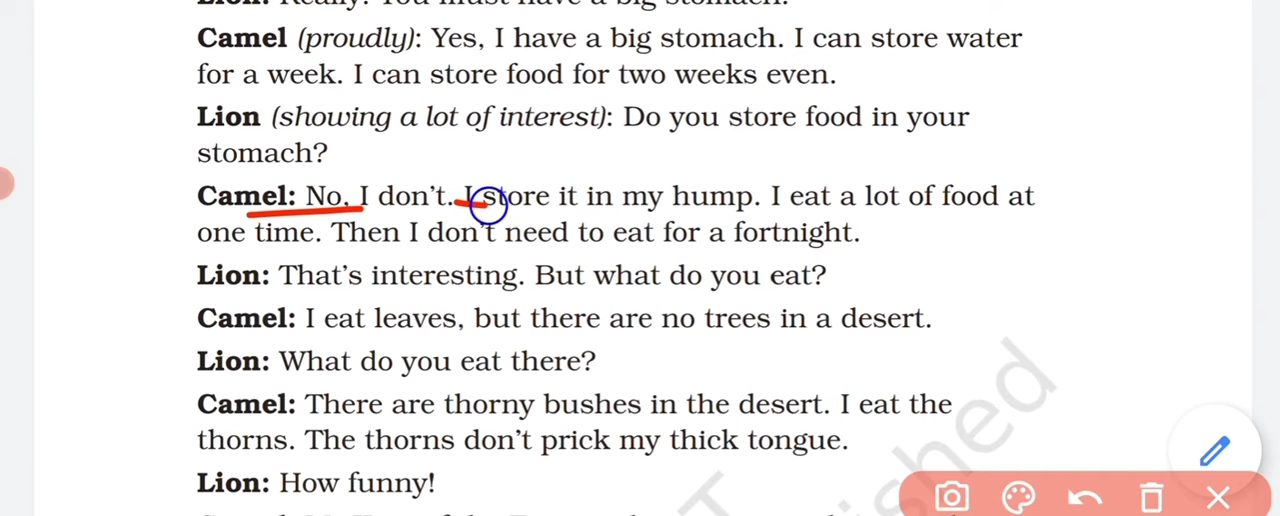 Camel (proudly): Yes, I have a big stomach. I can store water
for a week. I can store food for two weeks even.
Lion (showing a lot of interest): Do you store food in your
stomach?
Camel: No, I don't. I store it in my hump. I eat a lot of food at
one time. Then I don't need to eat for a fortnight.
Lion: That's interesting. But what do you eat?
Camel: I eat leaves, but there are no trees in a desert.
Lion: What do you eat there?
Camel: There are thorny bushes in the desert. I eat the
thorns. The thorns don't prick my thick tongue.
Lion: How funny!